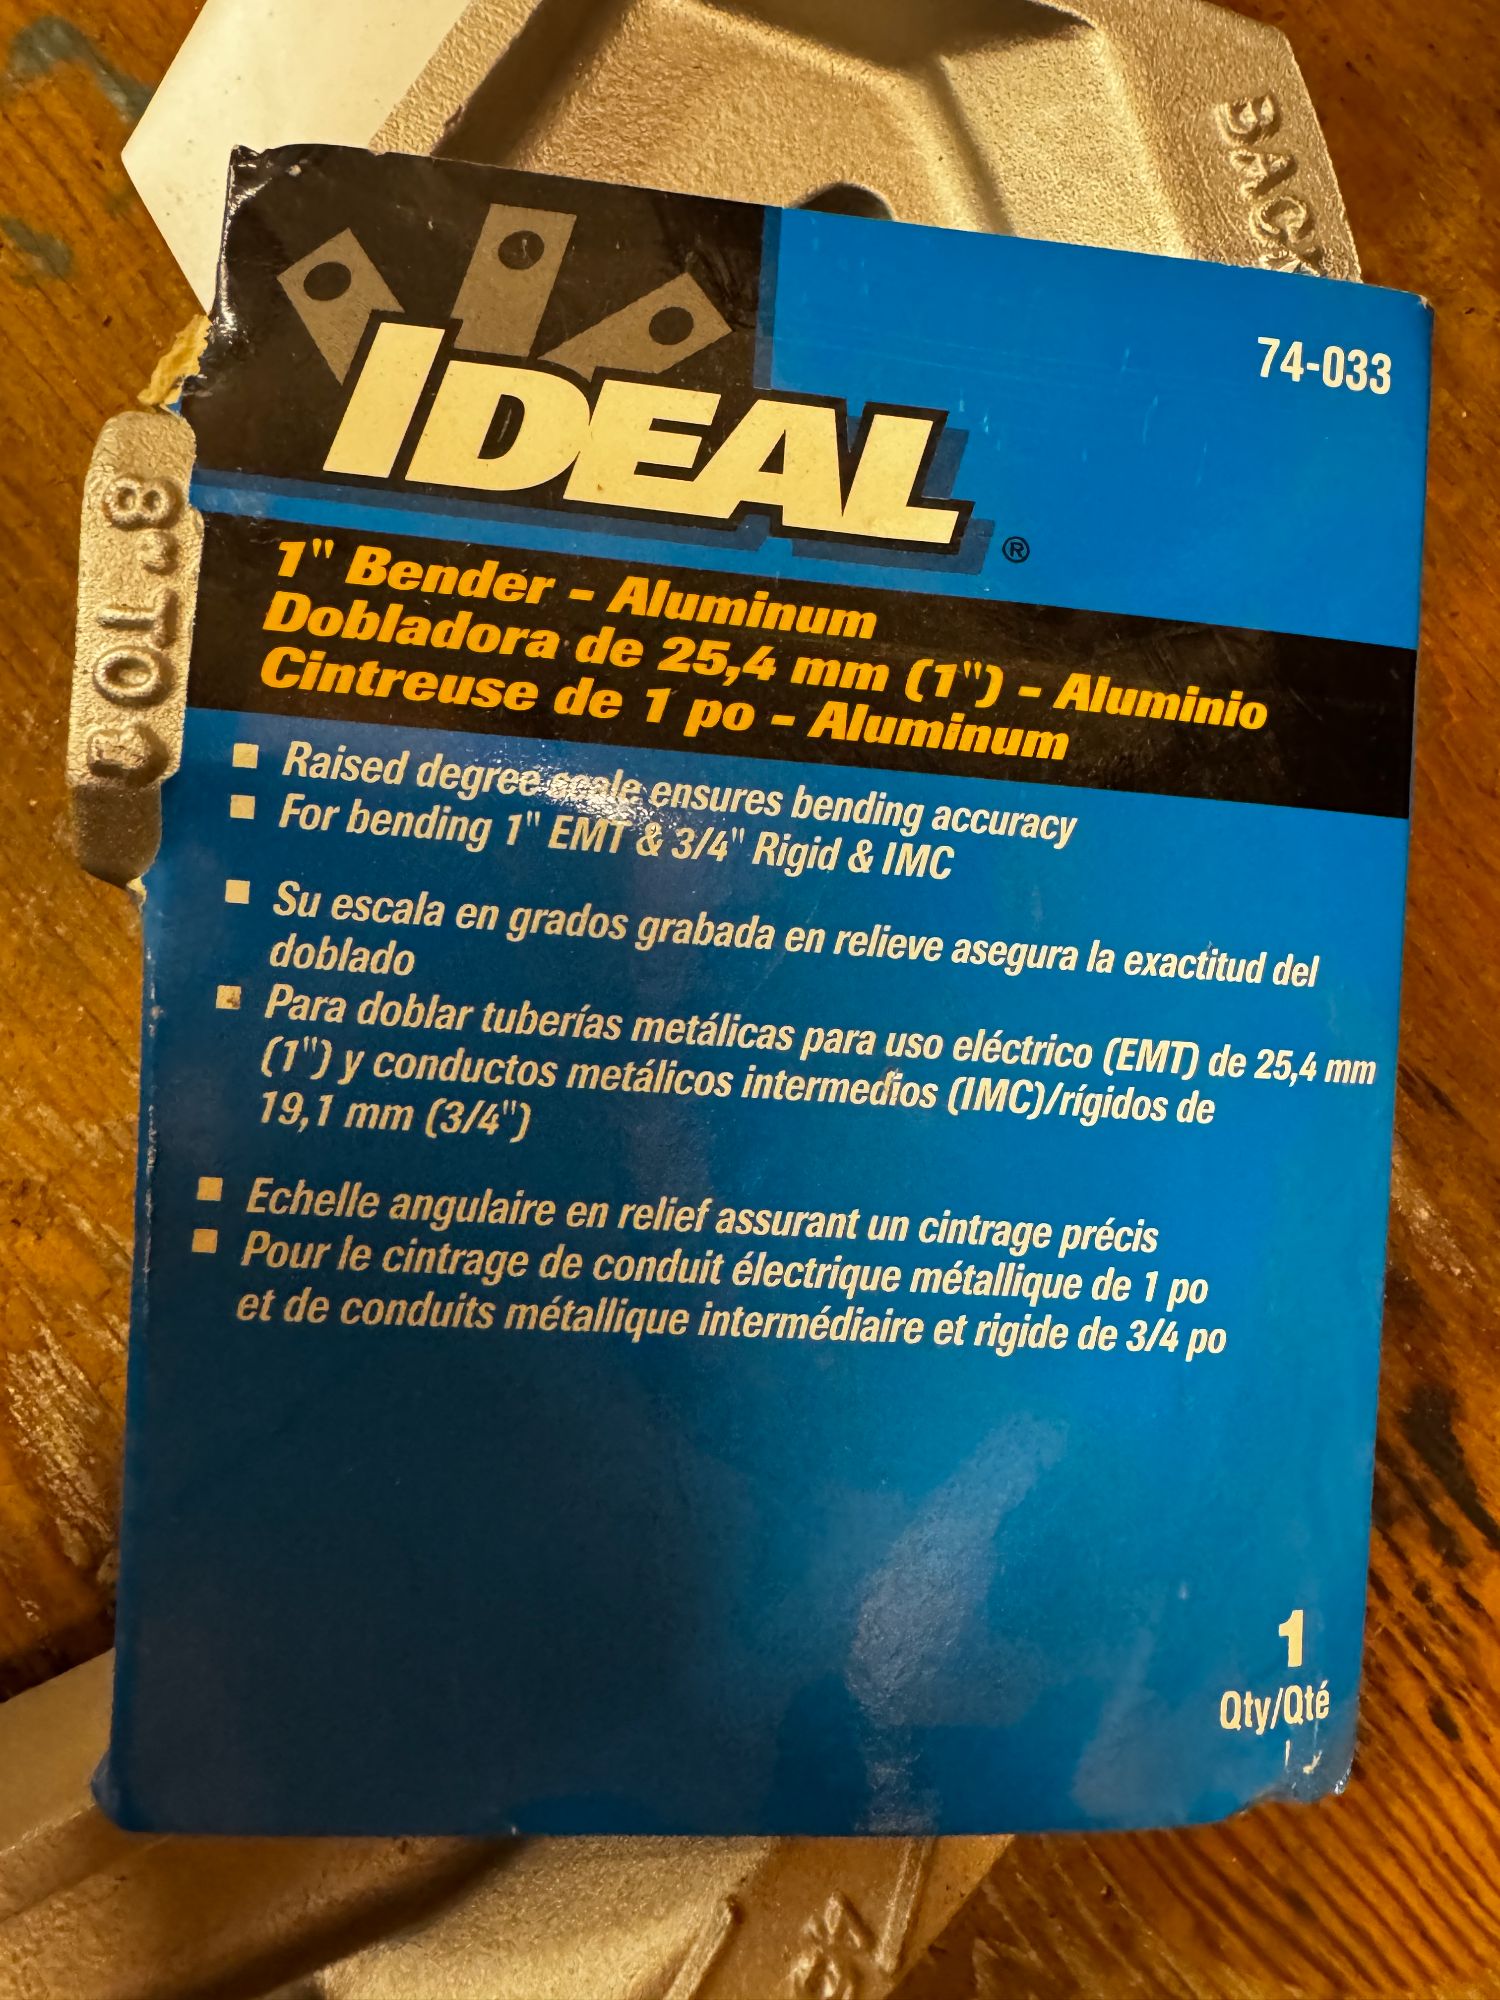 BACK
74-033
IDEAL®
8" TO B
1" Bender - Aluminum
Dobladora de 25,4 mm (1") - Aluminio
Cintreuse de 1 po - Aluminum
Raised degree scale ensures bending accuracy
For bending 1" EMT & 3/4" Rigid & IMC
Su escala en grados grabada en relieve asegura la exactitud del
doblado
Para doblar tuberías metálicas para uso eléctrico (EMT) de 25,4 mm
(1") y conductos metálicos intermedios (IMC)/rígidos de
19,1 mm (3/4")
Echelle angulaire en relief assurant un cintrage précis
Pour le cintrage de conduit électrique métallique de 1 po
et de conduits métallique intermédiaire et rigide de 3/4 po
1
Qty/Qté